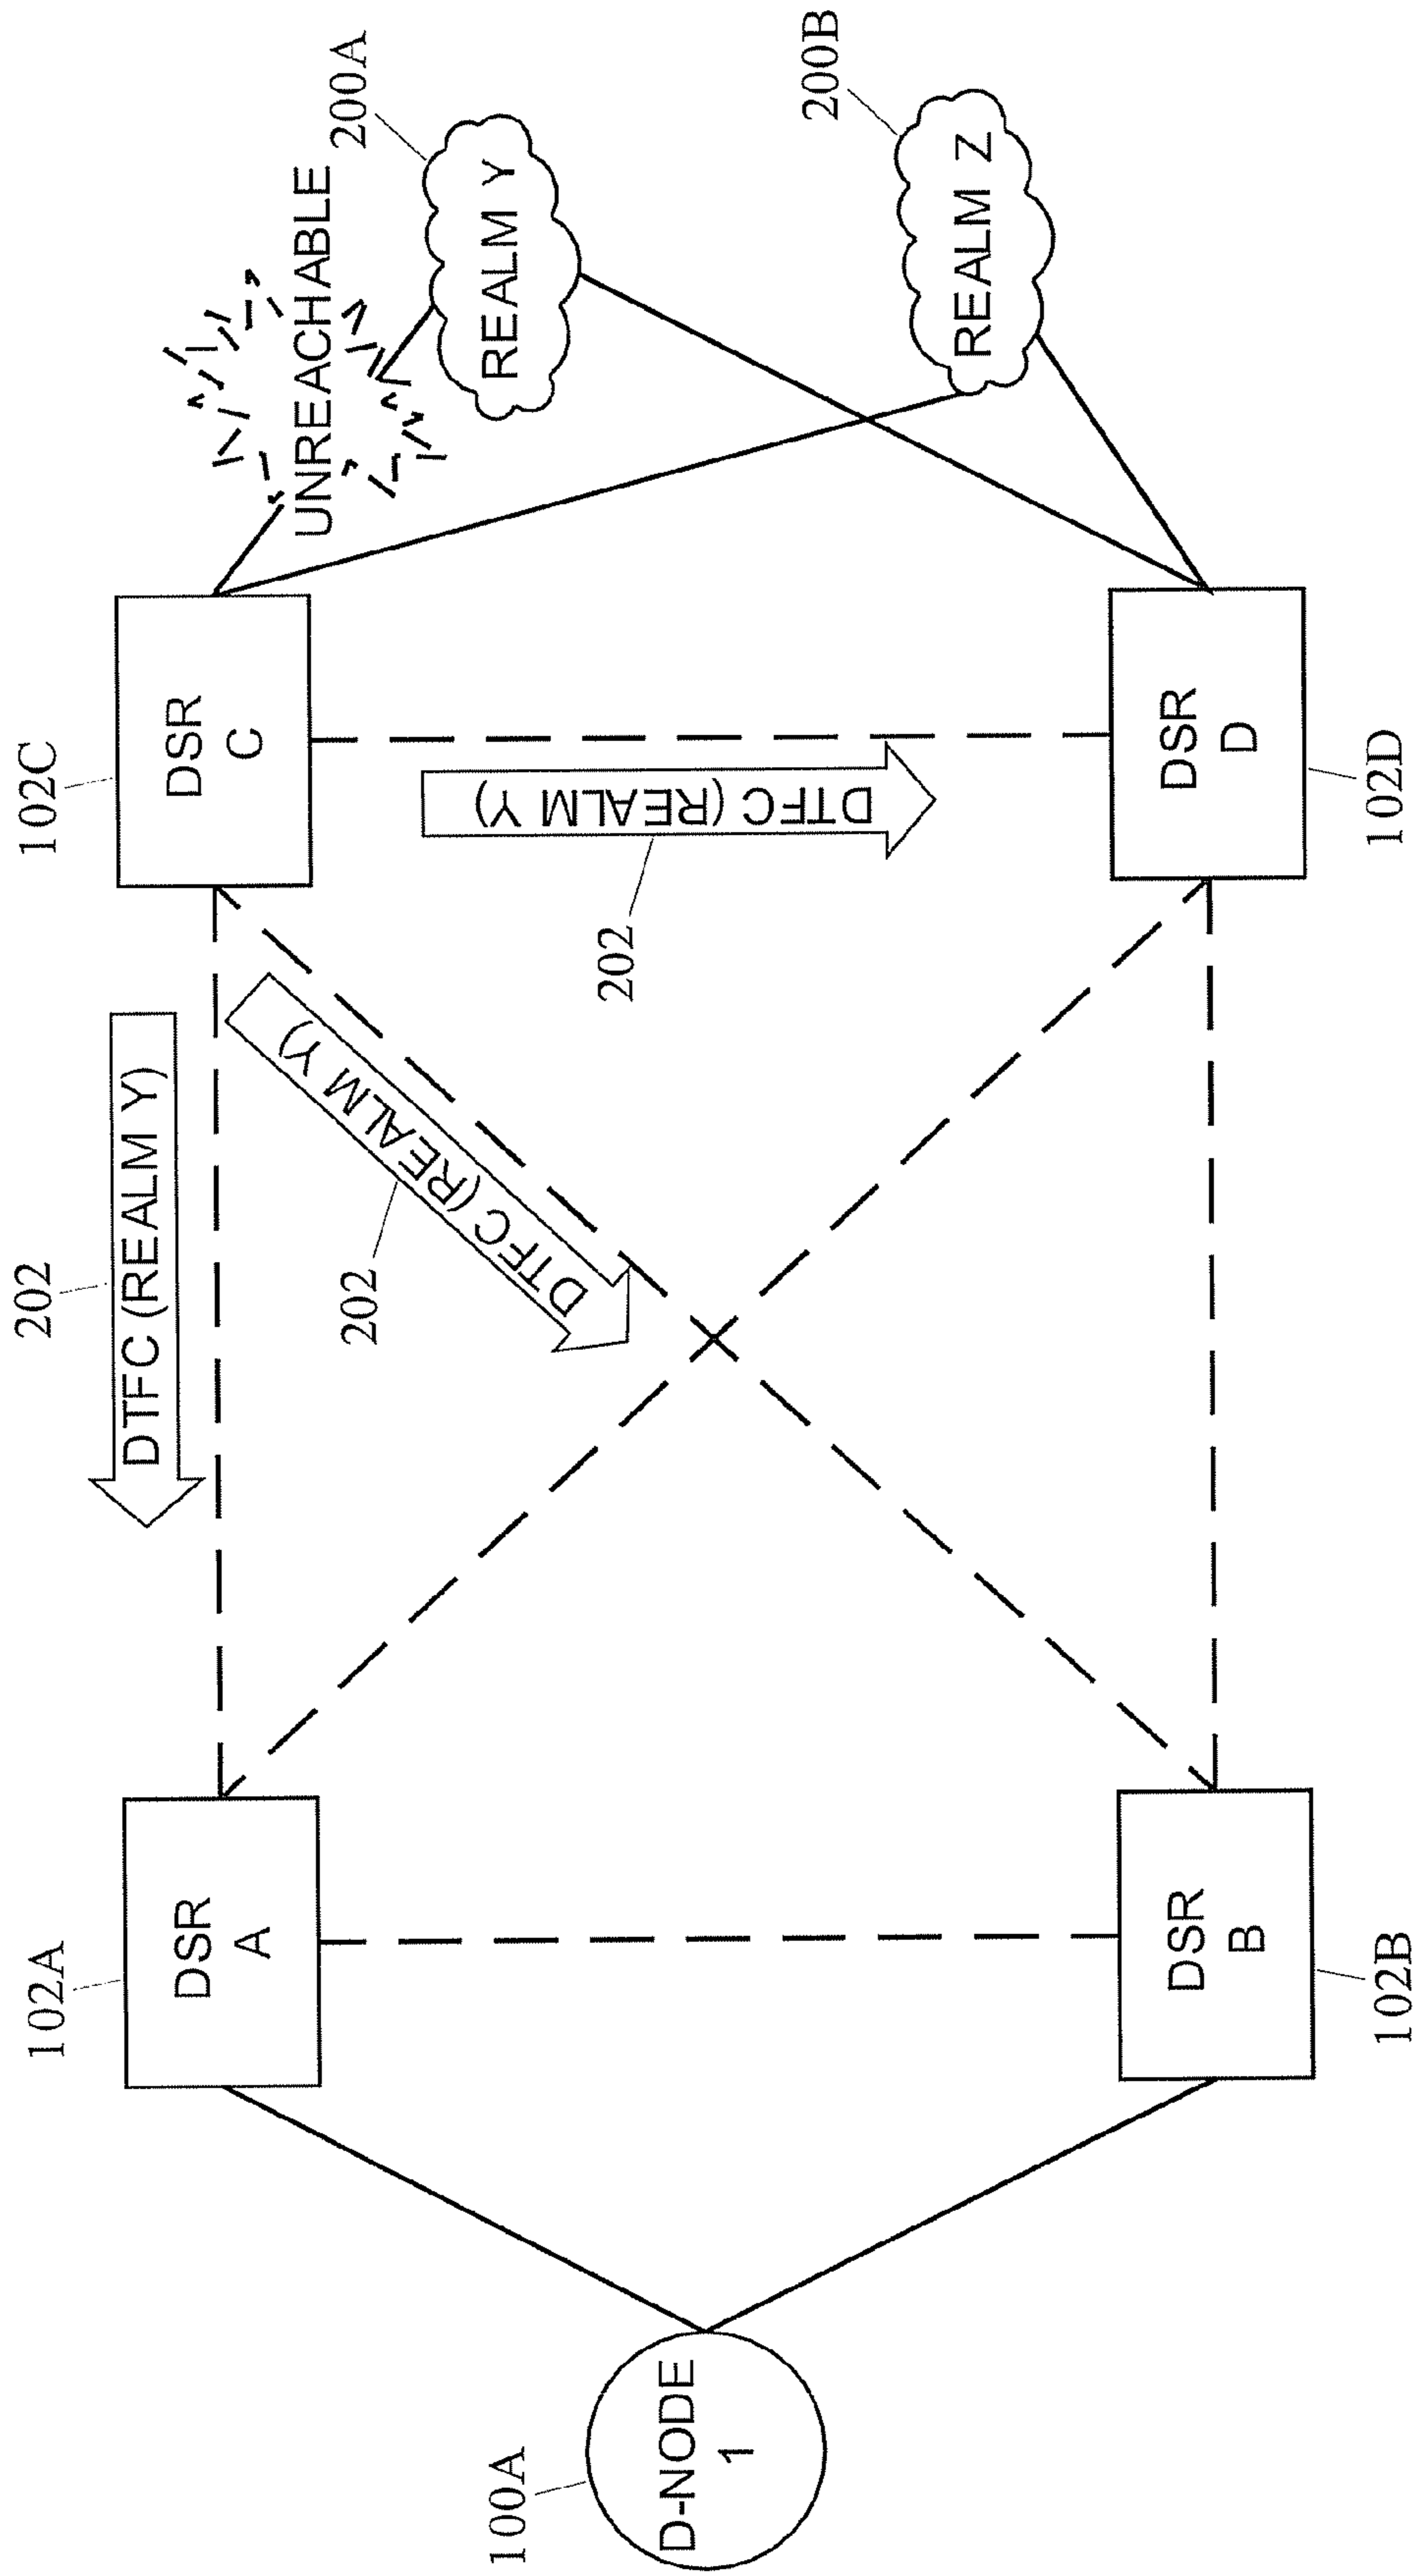 102A
202
102C
DTFC (REALM Y)
DSR
A
DSR
C
UNREACHABLE
200A
REALM Y
202
DTFC (REALM Y)
DTFC (REALM Y)
202
100A
D-NODE
1
200B
REALM Z
DSR
B
DSR
D
102B
102D